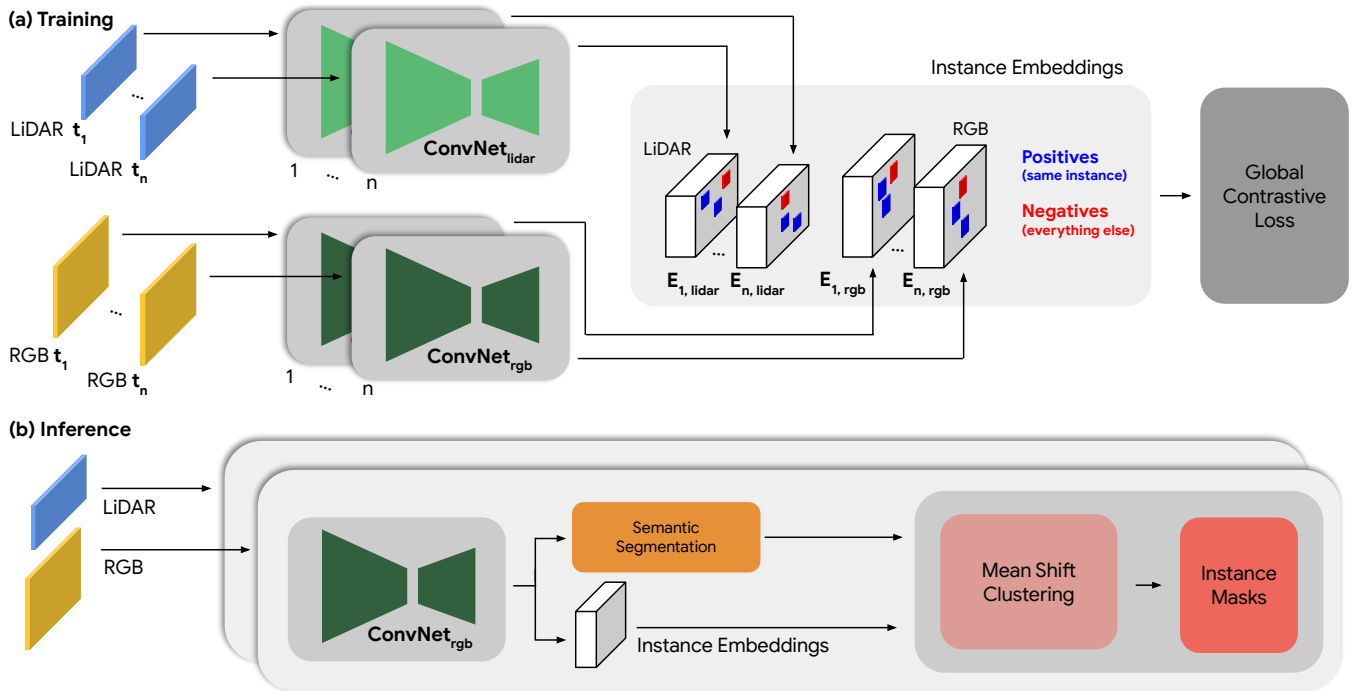 (a) Training
LiDAR t1
...
LiDAR tn
ConvNetlidar
1 ... n
RGB t1
...
RGB tn
ConvNetrgb
1 ... n
Instance Embeddings
LiDAR
RGB
...
...
E1, lidar
En, lidar
E1, rgb
En, rgb
Positives
(same instance)
Negatives
(everything else)
Global
Contrastive
Loss
(b) Inference
LiDAR
RGB
ConvNetrgb
Semantic
Segmentation
Instance Embeddings
Mean Shift
Clustering
Instance
Masks